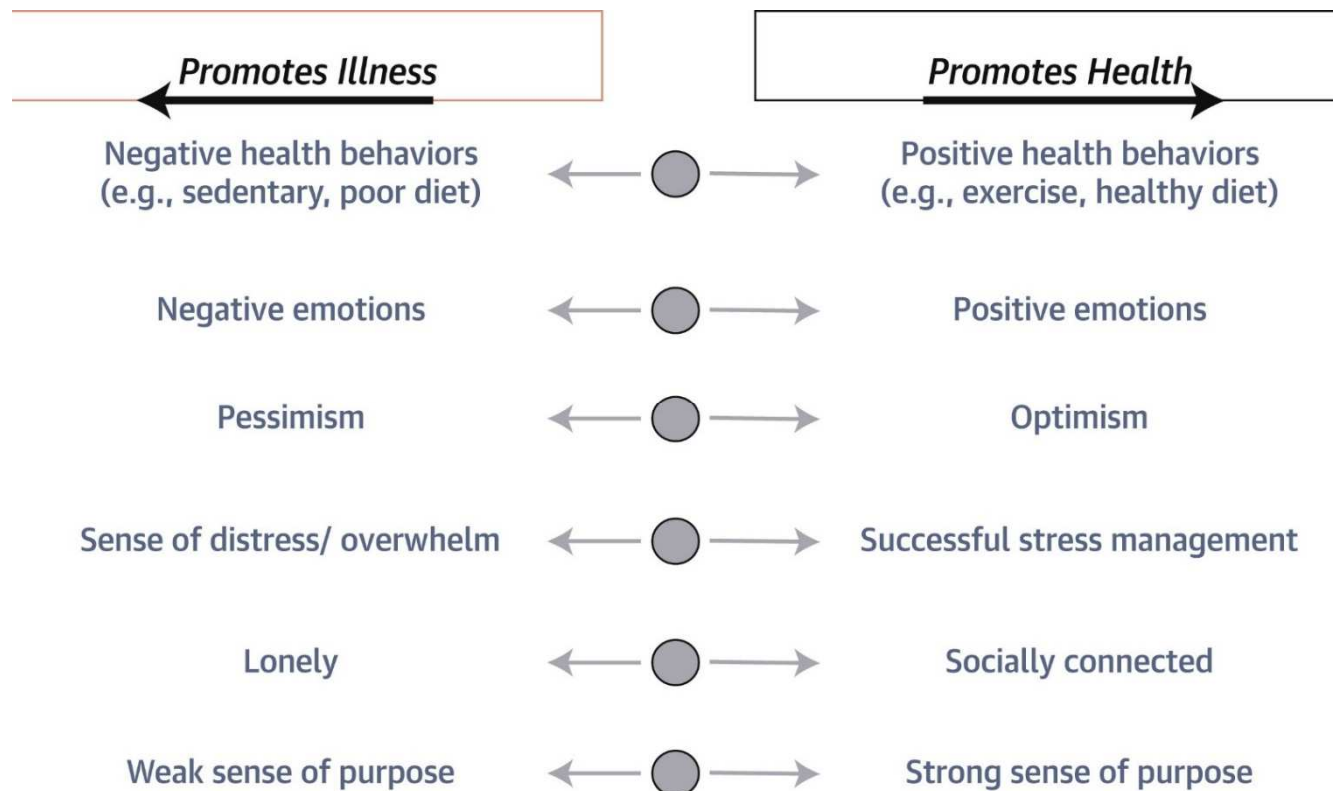 Promotes Illness
Promotes Health
Negative health behaviors
(e.g., sedentary, poor diet)
Positive health behaviors
(e.g., exercise, healthy diet)
Negative emotions
Positive emotions
Pessimism
Optimism
Sense of distress/ overwhelm
Successful stress management
Lonely
Socially connected
Weak sense of purpose
Strong sense of purpose